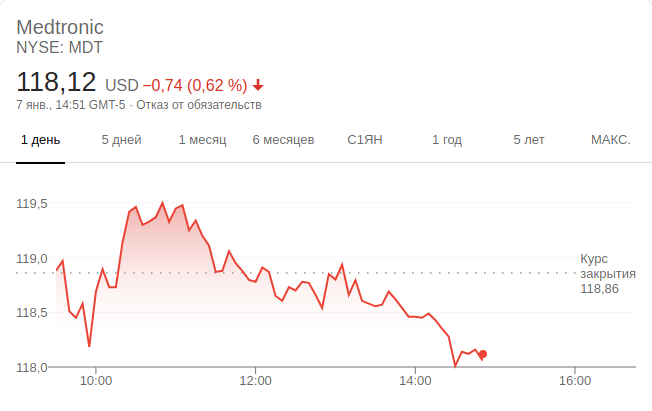 Medtronic
NYSE: MDT
118,12 USD −0,74 (0,62 %)
7 янв., 14:51 GMT-5 · Отказ от обязательств
1 день 5 дней 1 месяц 6 месяцев С1ЯН 1 год 5 лет МАКС.
119,5
119,0
118,5
118,0
Курс
закрытия
118,86
10:00 12:00 14:00 16:00